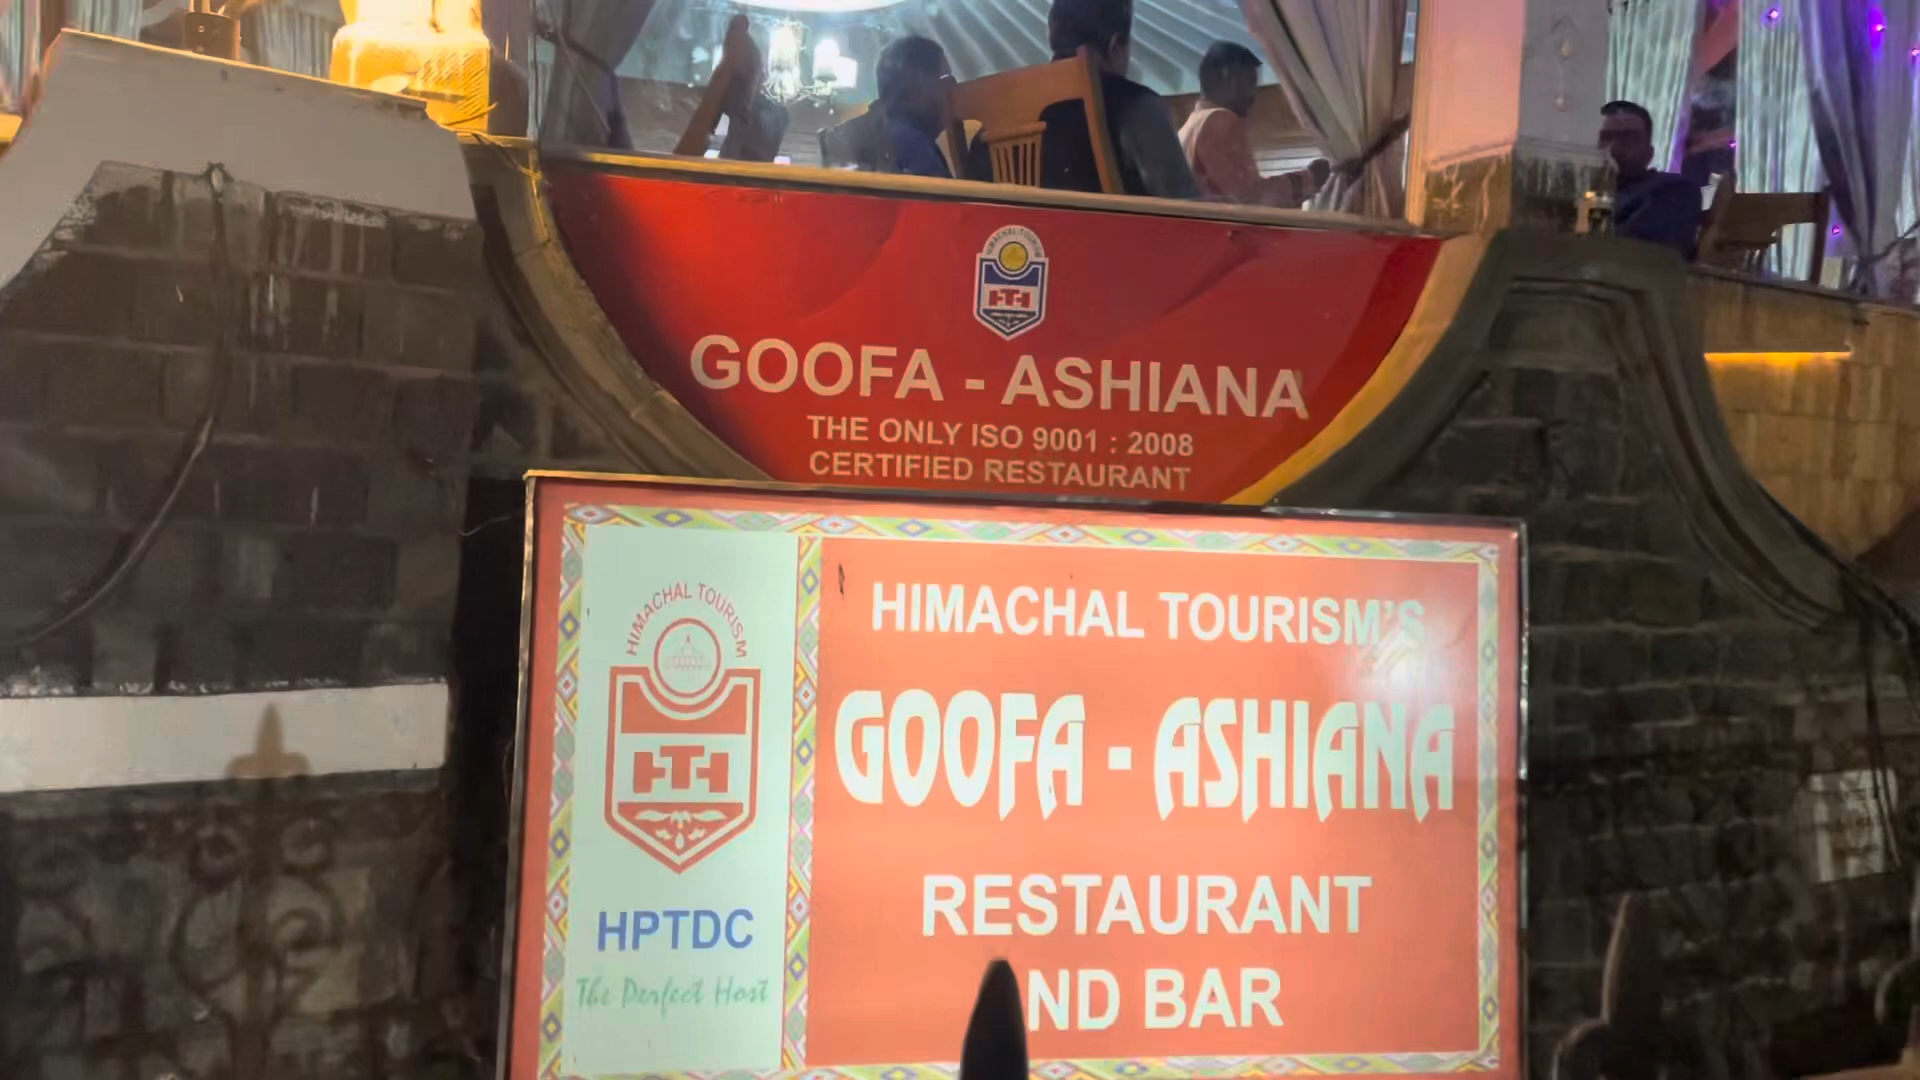 HIMACHAL TOURISM
GOOFA - ASHIANA
THE ONLY ISO 9001 : 2008
CERTIFIED RESTAURANT
HIMACHAL TOURISM
HPTDC
The Perfect Host
HIMACHAL TOURISM'S
GOOFA - ASHIANA
RESTAURANT
ND BAR